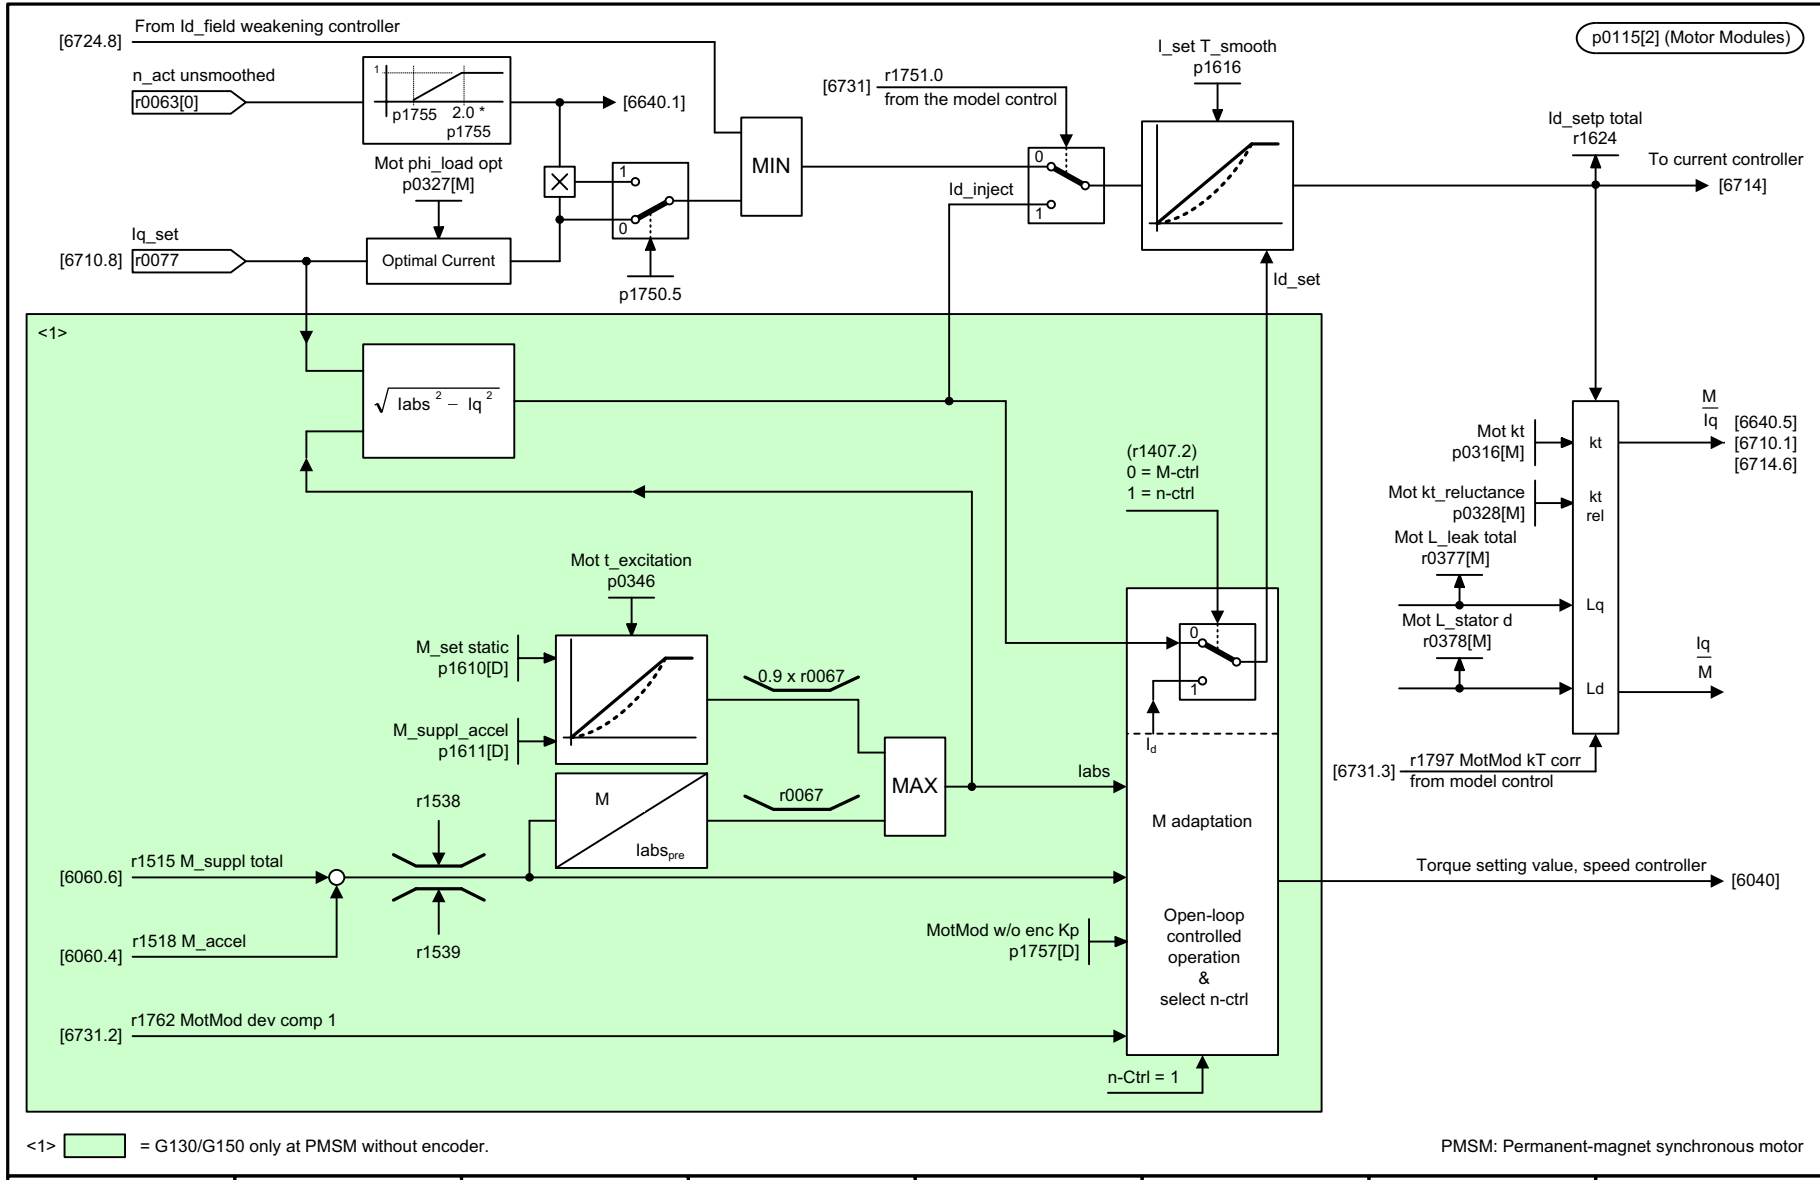 From Id_field weakening controller
[6724.8]
p0115[2] (Motor Modules)
n_act unsmoothed
r0063[0]
1
p1755
2.0 *
p1755
[6640.1]
[6731]
r1751.0
from the model control
I_set T_smooth
p1616
Id_setp total
r1624
To current controller
[6714]
Mot phi_load opt
p0327[M]
1
0
MIN
Id_inject
0
1
Iq_set
[6710.8]
r0077
Optimal Current
p1750.5
Id_set
<1>
√ Iabs 2 – Iq 2
(r1407.2)
0 = M-ctrl
1 = n-ctrl
Mot kt
p0316[M]
kt
M
Iq
[6640.5]
[6710.1]
[6714.6]
Mot kt_reluctance
p0328[M]
kt
rel
Mot L_leak total
r0377[M]
Lq
Mot L_stator d
r0378[M]
Ld
Iq
M
Mot t_excitation
p0346
M_set static
p1610[D]
M_suppl_accel
p1611[D]
0.9 x r0067
0
1
Id
[6731.3]
r1797 MotMod kT corr
from model control
Iabs
MAX
r0067
M
Iabspre
M adaptation
r1538
[6060.6]
r1515 M_suppl total
Torque setting value, speed controller
[6040]
[6060.4]
r1518 M_accel
r1539
MotMod w/o enc Kp
p1757[D]
Open-loop
controlled
operation
&
select n-ctrl
[6731.2]
r1762 MotMod dev comp 1
n-Ctrl = 1
<1>
= G130/G150 only at PMSM without encoder.
PMSM: Permanent-magnet synchronous motor